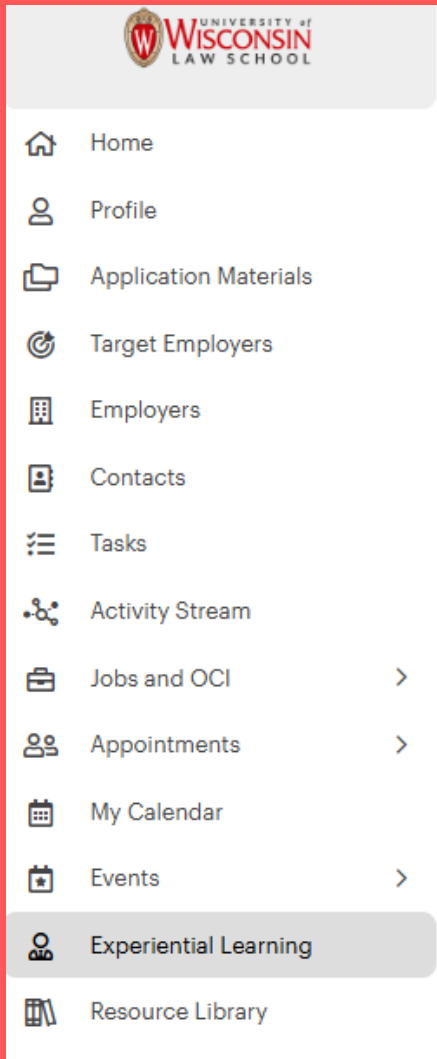 UNIVERSITY of
WISCONSIN
LAW SCHOOL
Home
Profile
Application Materials
Target Employers
Employers
Contacts
Tasks
Activity Stream
Jobs and OCI
Appointments
My Calendar
Events
Experiential Learning
Resource Library